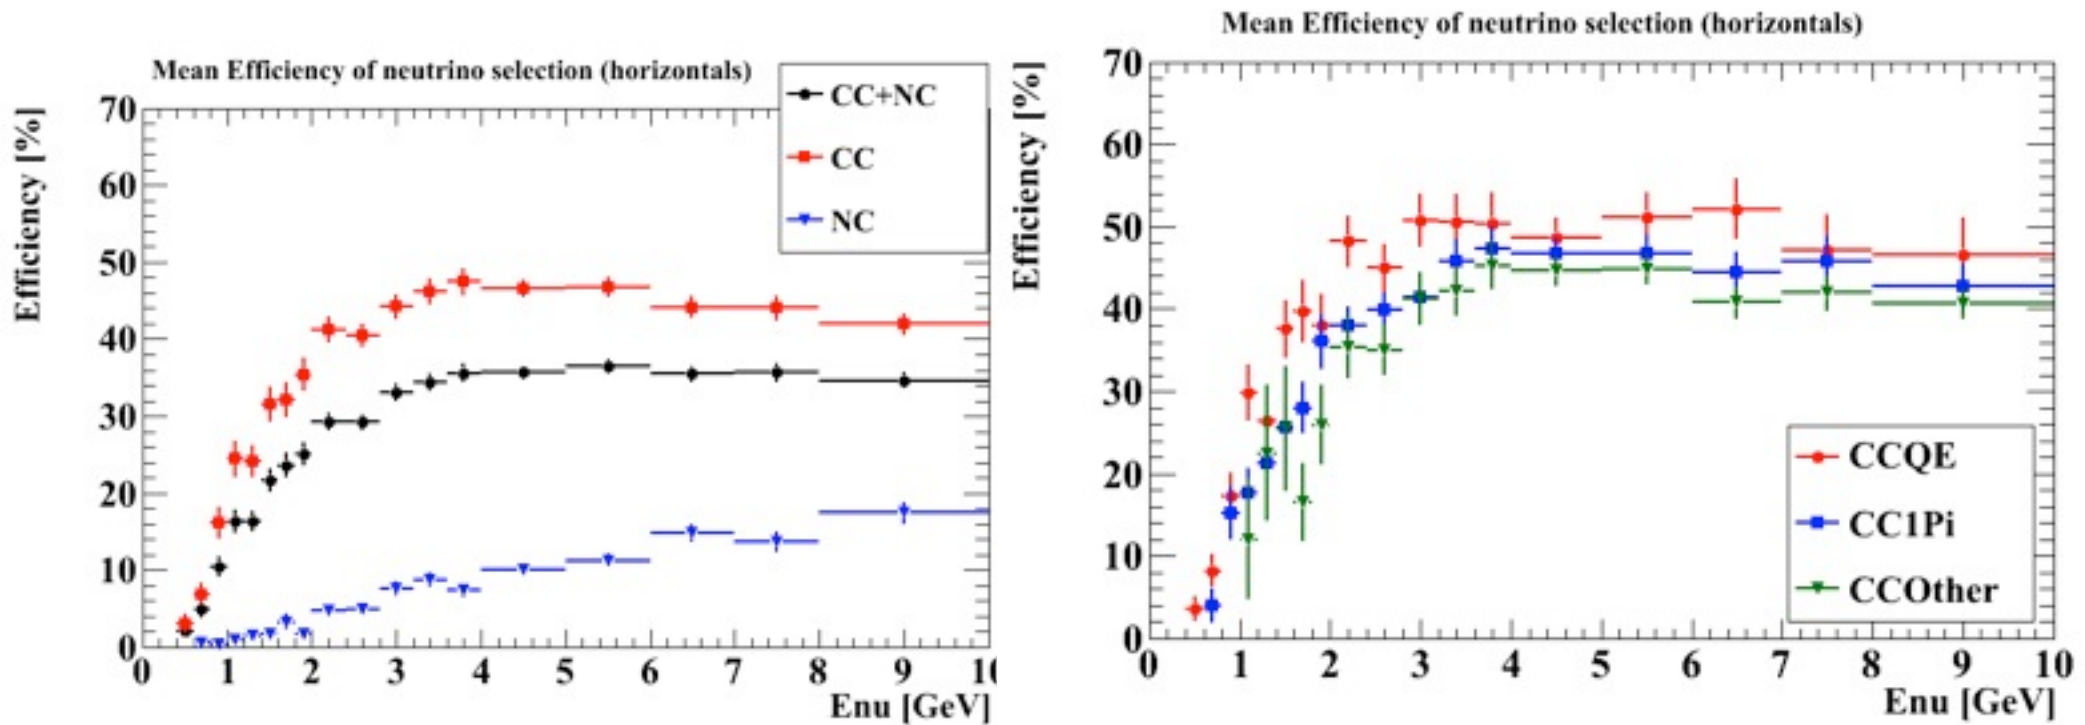 Mean Efficiency of neutrino selection (horizontals)
Efficiency [%]
70
60
50
40
30
20
10
0
CC+NC
CC
NC
0 1 2 3 4 5 6 7 8 9 10
Enu [GeV]
Mean Efficiency of neutrino selection (horizontals)
Efficiency [%]
70
60
50
40
30
20
10
0
CCQE
CC1Pi
CCOther
0 1 2 3 4 5 6 7 8 9 10
Enu [GeV]